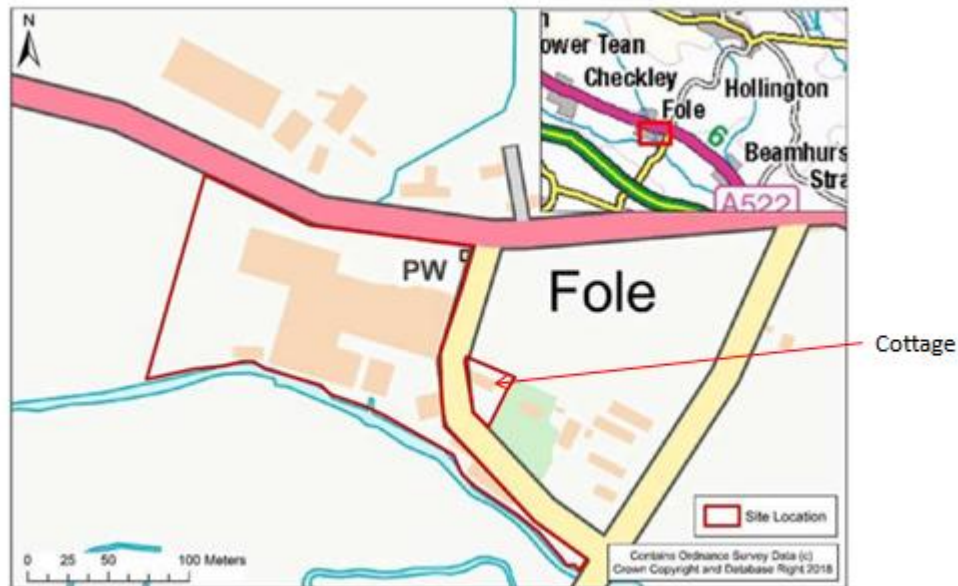 N
ower Tean
Checkley
Hollington
Fole
6
Beamhurs
Stra
A522
PW
Fole
Cottage
Site Location
0 25 50 100 Meters
Contains Ordnance Survey Data (c)
Crown Copyright and Database Right 2018